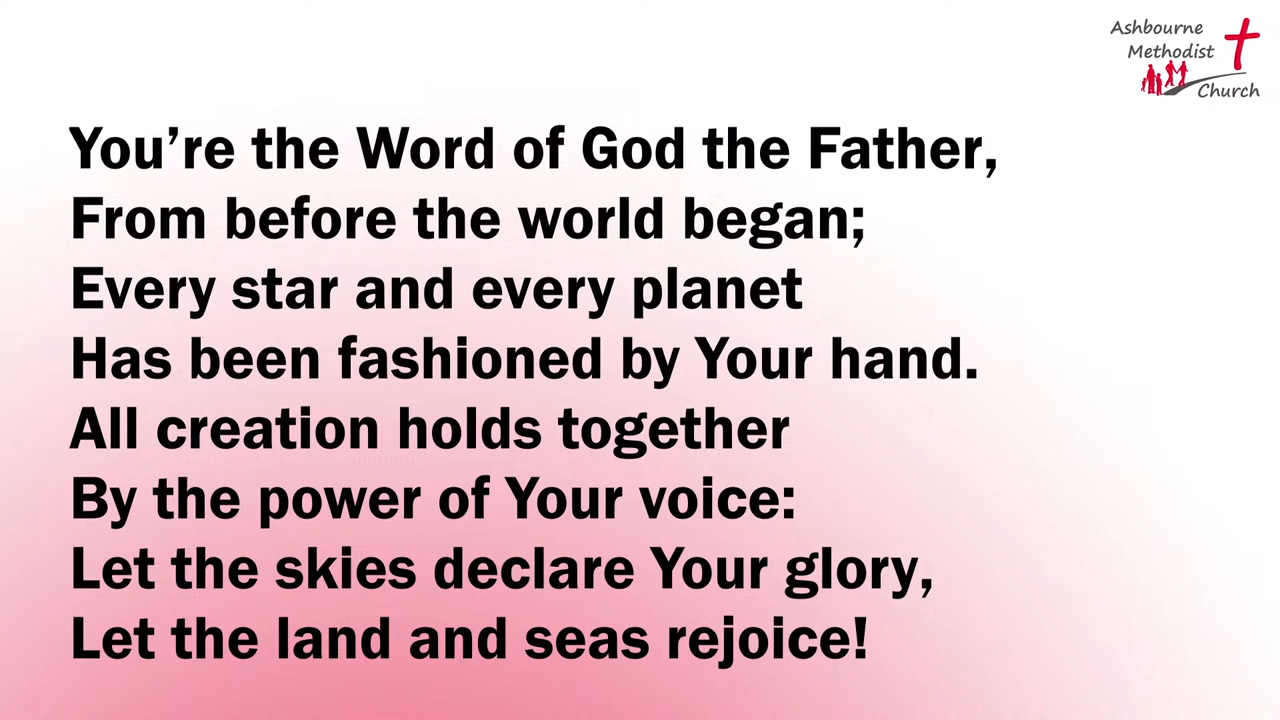 Ashbourne
Methodist
Church
You’re the Word of God the Father,
From before the world began;
Every star and every planet
Has been fashioned by Your hand.
All creation holds together
By the power of Your voice:
Let the skies declare Your glory,
Let the land and seas rejoice!